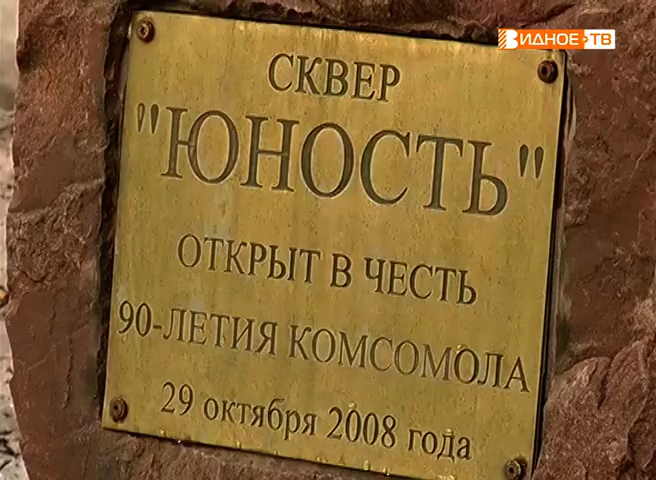 ВИДНОЕ ТВ
СКВЕР
"ЮНОСТЬ"
ОТКРЫТ В ЧЕСТЬ
90-ЛЕТИЯ КОМСОМОЛА
29 октября 2008 года